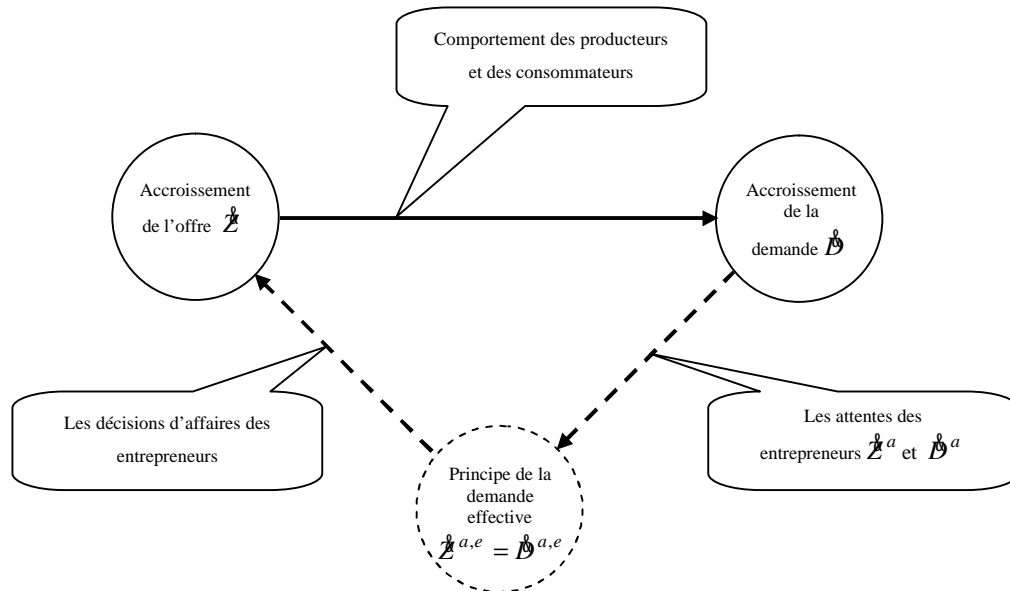 Comportement des producteurs
et des consommateurs
Accroissement
de l’offre Ż
Accroissement
de la
demande Ḋ
Les décisions d’affaires des
entrepreneurs
Les attentes des
entrepreneurs Ż^a et Ḋ^a
Principe de la
demande
effective
Ż^{a,e} = Ḋ^{a,e}